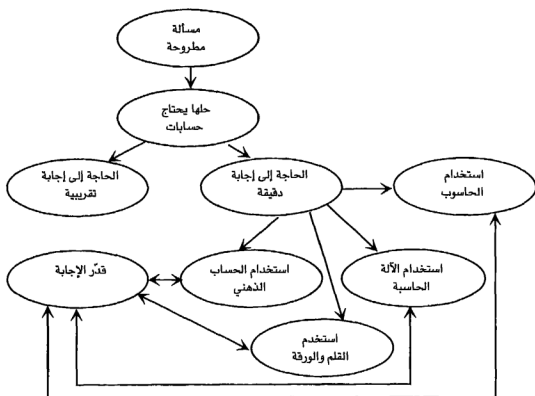 مسألة
مطروحة
حلها يحتاج
حسابات
الحاجة إلى إجابة
تقريبية
الحاجة إلى إجابة
دقيقة
استخدام
الحاسوب
قدّر الإجابة
استخدام الحساب
الذهني
استخدام الآلة
الحاسبة
استخدم
القلم والورقة